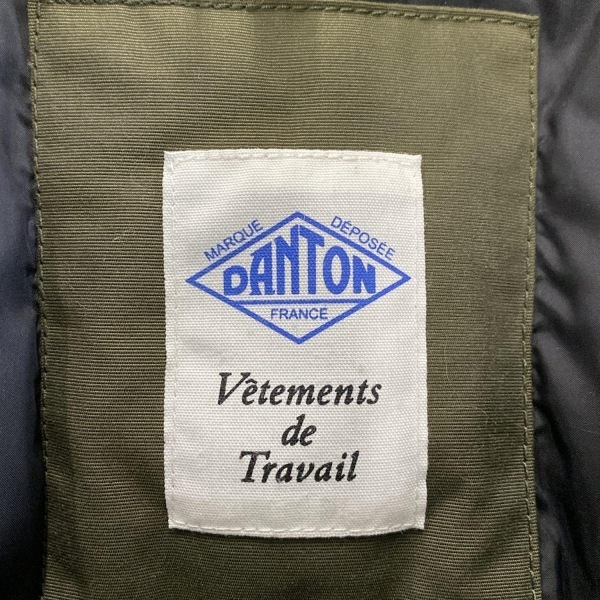 MARQUE DÉPOSÉE
DANTON
FRANCE
Vêtements
de
Travail